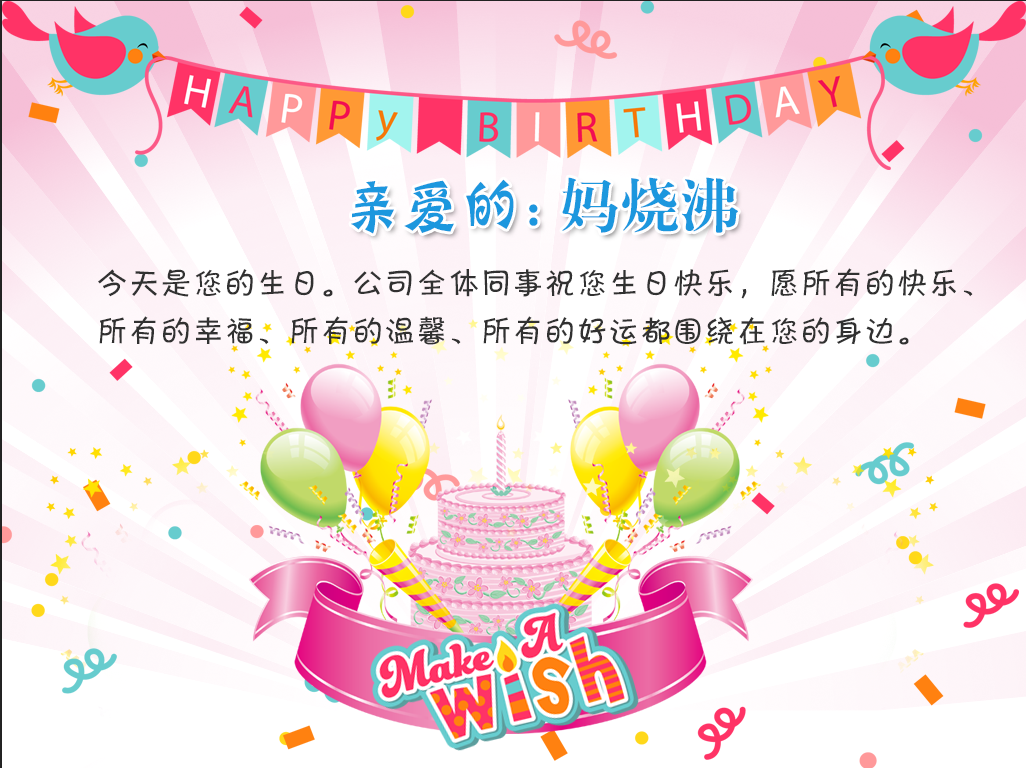 HAPPy BIRTHDAY
亲爱的：妈烧沸
今天是您的生日。公司全体同事祝您生日快乐，愿所有的快乐、
所有的幸福、所有的温馨、所有的好运都围绕在您的身边。
Make A
Wish